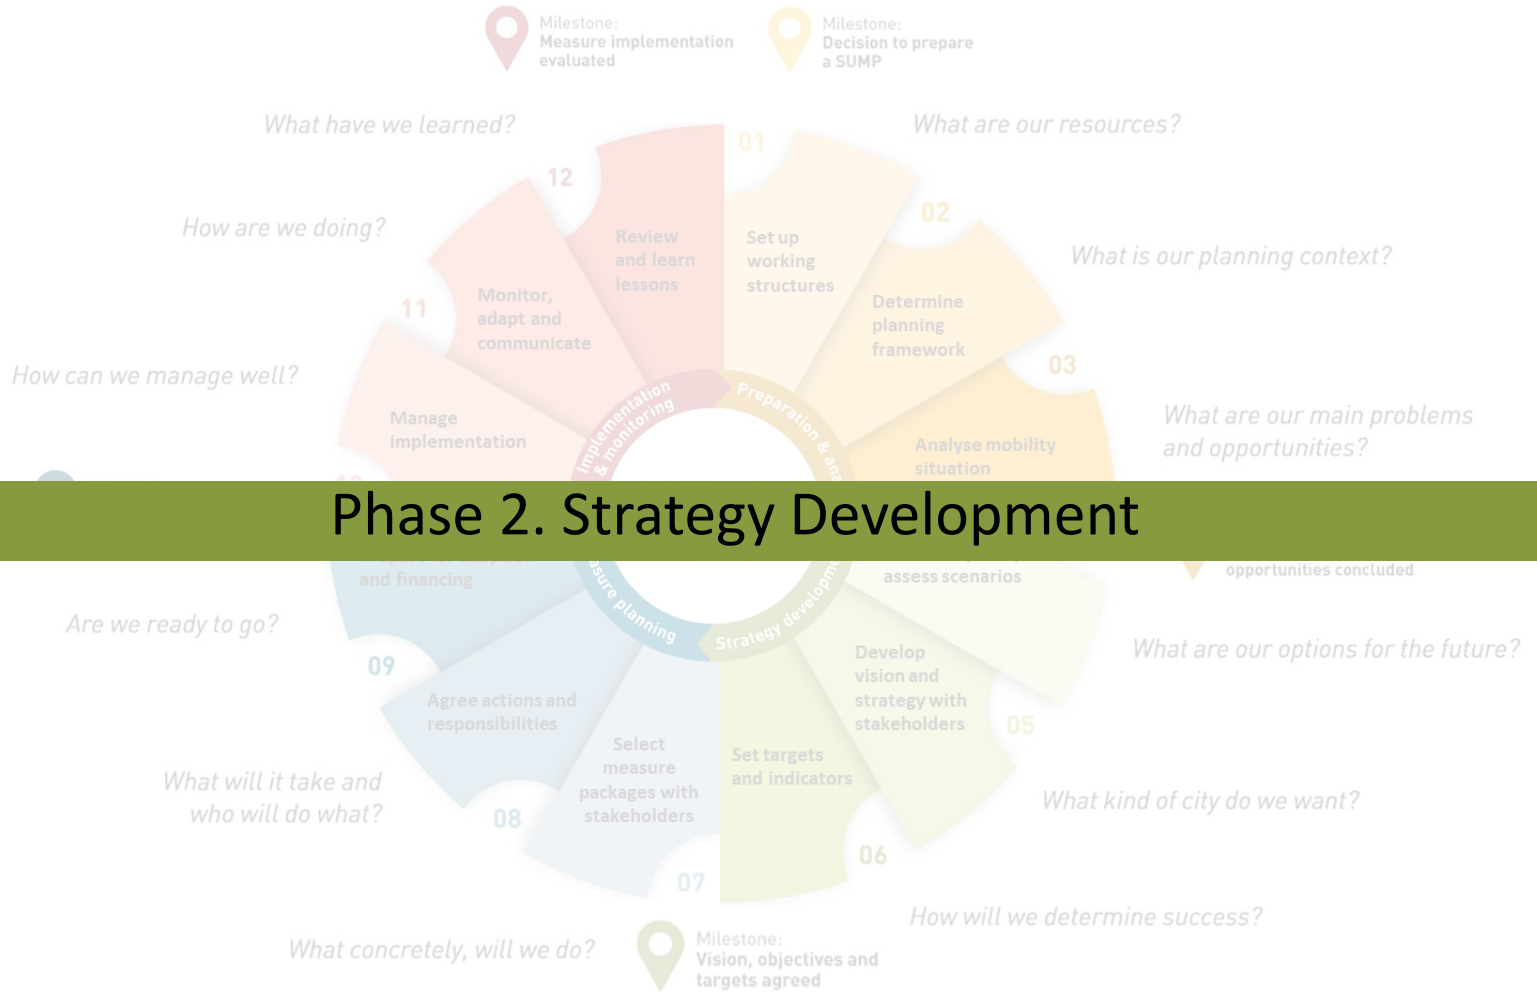 Milestone:
Measure implementation
evaluated
Milestone:
Decision to prepare
a SUMP
What have we learned?
What are our resources?
01
12
02
How are we doing?
What is our planning context?
Review
and learn
lessons
Set up
working
structures
Monitor,
adapt and
communicate
Determine
planning
framework
11
03
How can we manage well?
What are our main problems
and opportunities?
Implementation
& monitoring
Preparation &
Manage
implementation
Analyse mobility
situation
Phase 2. Strategy Development
and financing
assess scenarios
opportunities concluded
planning
Strategy
Are we ready to go?
What are our options for the future?
09
Develop
vision and
strategy with
stakeholders
05
Agree actions and
responsibilities
Select
measure
packages with
stakeholders
Set targets
and indicators
What will it take and
who will do what?
What kind of city do we want?
08
06
07
How will we determine success?
What concretely, will we do?
Milestone:
Vision, objectives and
targets agreed